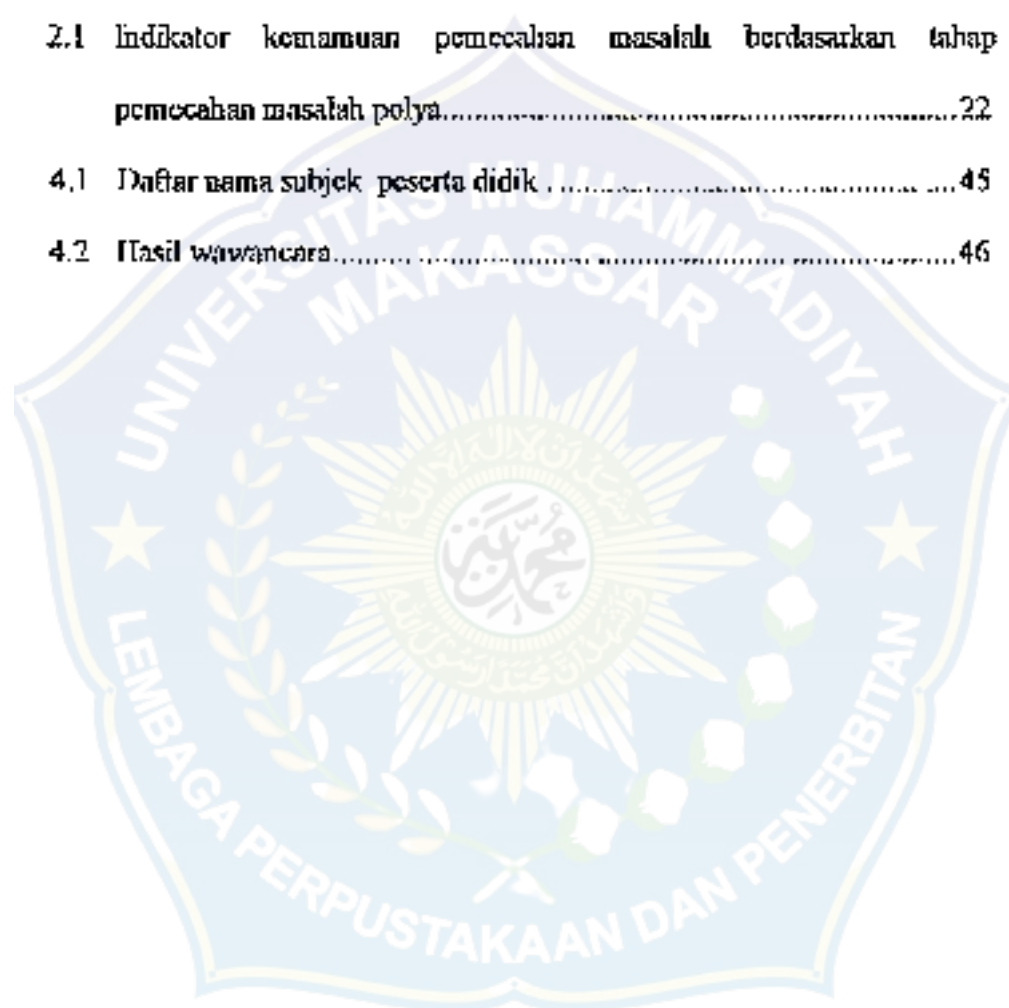 2.1 Indikator kemamuan pemecahan masalah berdasarkan tahap
pemecahan masalah polya.....................................................................22
4.1 Daftar nama subjek peserta didik .....................................................45
4.2 Hasil wawancara................................................................................46
UNIVERSITAS MUHAMMADIYAH
MAKASSAR
LEMBAGA PERPUSTAKAAN DAN PENERBITAN